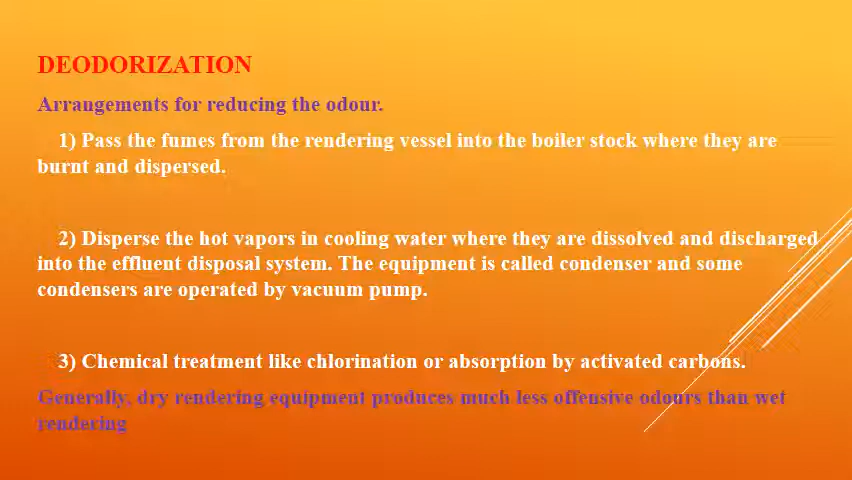 DEODORIZATION
Arrangements for reducing the odour.
1) Pass the fumes from the rendering vessel into the boiler stock where they are
burnt and dispersed.
2) Disperse the hot vapors in cooling water where they are dissolved and discharged
into the effluent disposal system. The equipment is called condenser and some
condensers are operated by vacuum pump.
3) Chemical treatment like chlorination or absorption by activated carbons.
Generally, dry rendering equipment produces much less offensive odours than wet
rendering